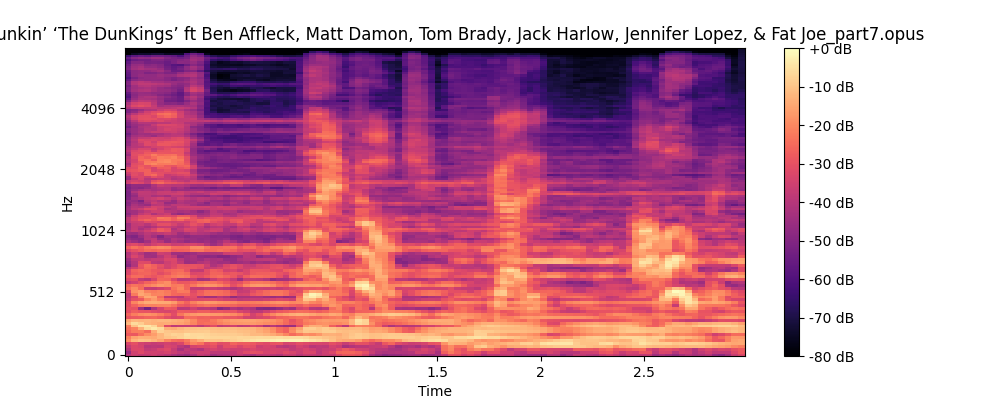 unkin’ ‘The DunKings’ ft Ben Affleck, Matt Damon, Tom Brady, Jack Harlow, Jennifer Lopez, & Fat Joe_part7.opus
+0 dB
-10 dB
-20 dB
-30 dB
-40 dB
-50 dB
-60 dB
-70 dB
-80 dB
Hz
4096
2048
1024
512
0
0
0.5
1
1.5
2
2.5
Time